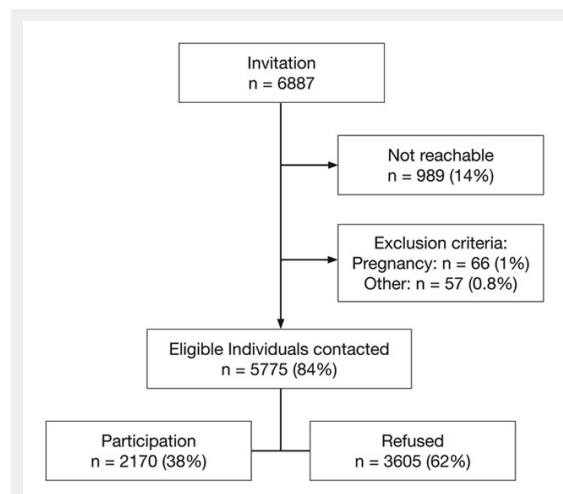 Invitation
n = 6887
Not reachable
n = 989 (14%)
Exclusion criteria:
Pregnancy: n = 66 (1%)
Other: n = 57 (0.8%)
Eligible Individuals contacted
n = 5775 (84%)
Participation
n = 2170 (38%)
Refused
n = 3605 (62%)